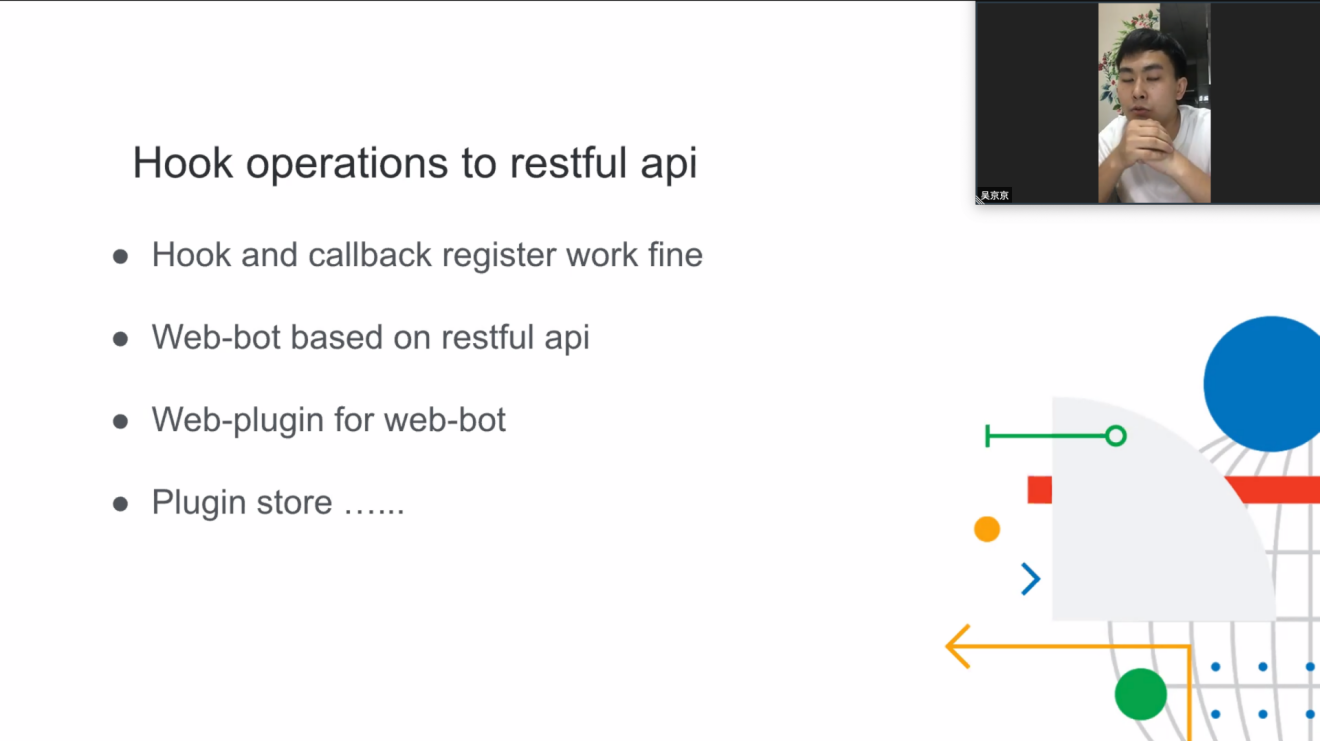 Hook operations to restful api
● Hook and callback register work fine
● Web-bot based on restful api
● Web-plugin for web-bot
● Plugin store …...
吴京京